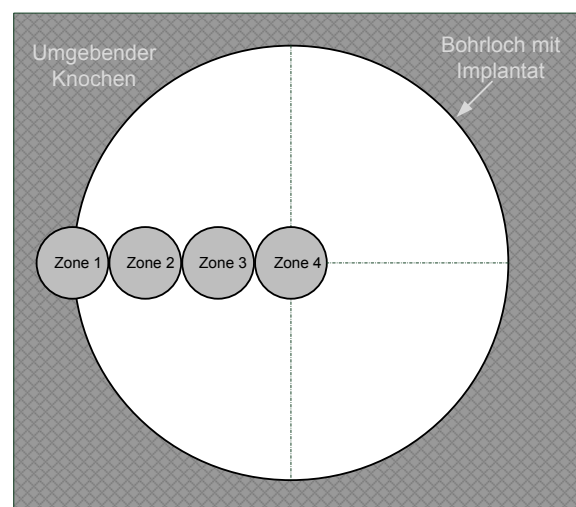 Umgebender
Knochen
Bohrloch mit
Implantat
Zone 1
Zone 2
Zone 3
Zone 4